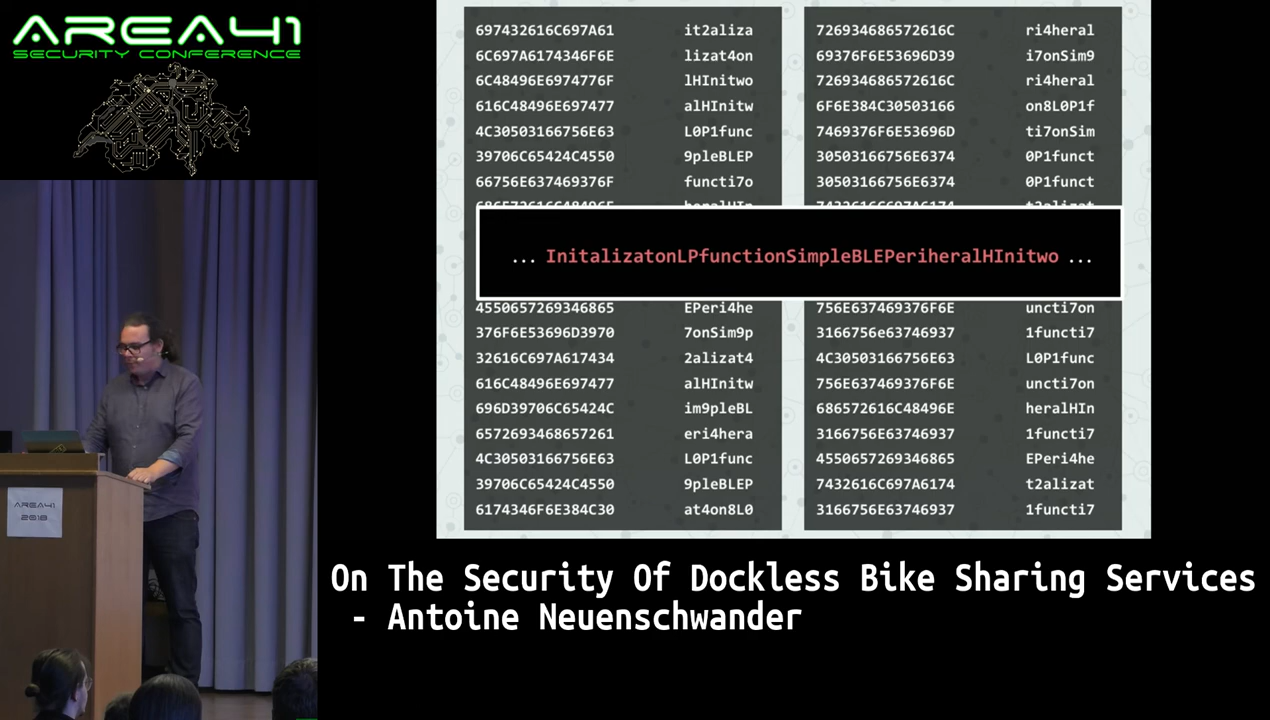 AREA41
SECURITY CONFERENCE
697432616C697A61 it2aliza
6C697A6174346F6E lizat4on
6C48496E6974776F lHInitwo
616C48496E697477 alHInitw
4C30503166756E63 L0P1func
39706C65424C4550 9pleBLEP
66756E637469376F functi7o
726934686572616C ri4heral
69376F6E53696D39 i7onSim9
726934686572616C ri4heral
6F6E384C30503166 on8L0P1f
7469376F6E53696D ti7onSim
30503166756E6374 0P1funct
30503166756E6374 0P1funct
... InitalizatonLPfunctionSimpleBLEPeriheralHInitwo ...
4550657269346865 EPeri4he
376F6E53696D3970 7onSim9p
32616C697A617434 2alizat4
616C48496E697477 alHInitw
696D39706C65424C im9pleBL
6572693468657261 eri4hera
4C30503166756E63 L0P1func
39706C65424C4550 9pleBLEP
6174346F6E384C30 at4on8L0
756E637469376F6E uncti7on
3166756e63746937 1functi7
4C30503166756E63 L0P1func
756E637469376F6E uncti7on
686572616C48496E heralHIn
3166756E63746937 1functi7
4550657269346865 EPeri4he
7432616C697A6174 t2alizat
3166756E63746937 1functi7
AREA41
2018
On The Security Of Dockless Bike Sharing Services
- Antoine Neuenschwander